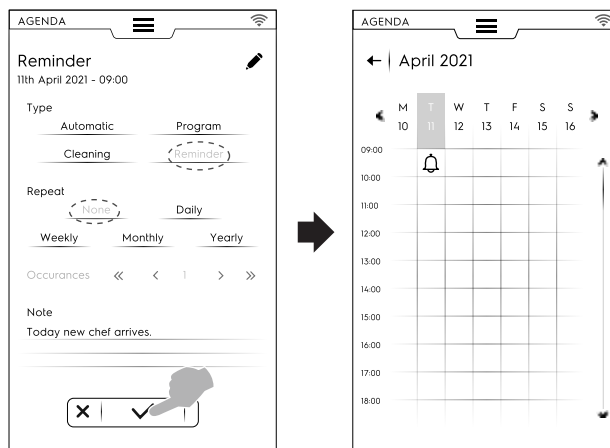 AGENDA
Reminder
11th April 2021 - 09:00
Type
Automatic Program
Cleaning Reminder
Repeat
None Daily
Weekly Monthly Yearly
Occurances « < 1 > »
Note
Today new chef arrives.
AGENDA
April 2021
M T W T F S S
10 11 12 13 14 15 16
09:00
10:00
11:00
12:00
13:00
14:00
15:00
16:00
17:00
18:00